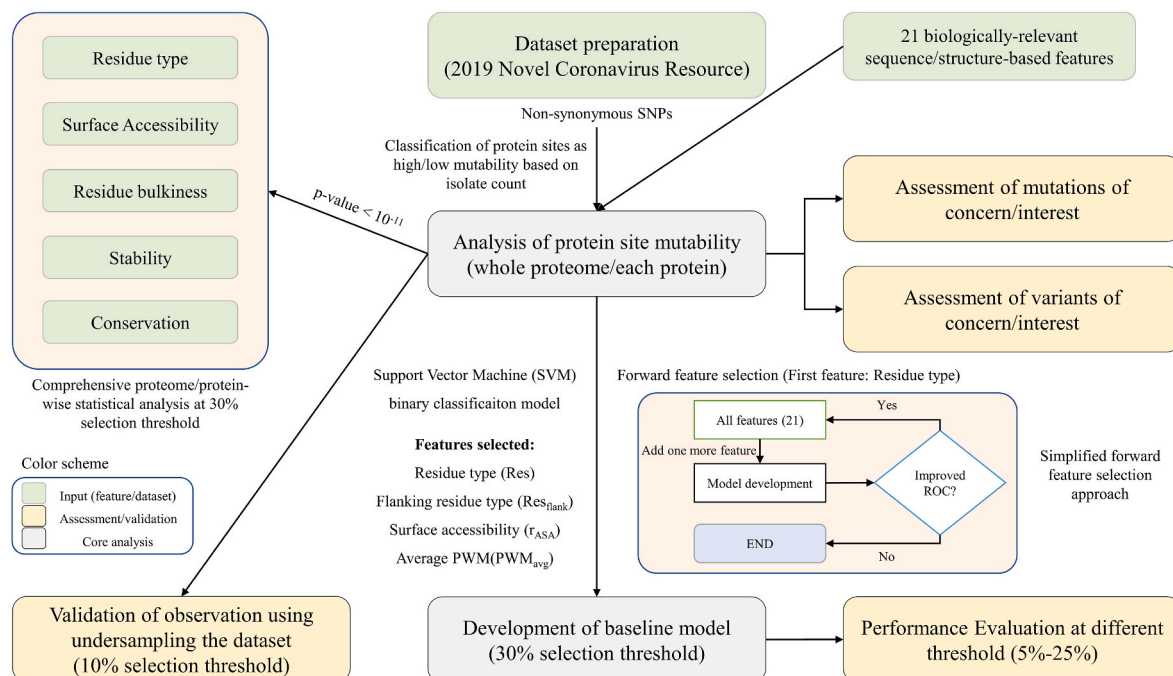 Residue type
Surface Accessibility
Residue bulkiness
Stability
Conservation
Comprehensive proteome/protein-
wise statistical analysis at 30%
selection threshold
Color scheme
Input (feature/dataset)
Assessment/validation
Core analysis
Dataset preparation
(2019 Novel Coronavirus Resource)
21 biologically-relevant
sequence/structure-based features
Non-synonymous SNPs
Classification of protein sites as
high/low mutability based on
isolate count
p-value < 10-11
Analysis of protein site mutability
(whole proteome/each protein)
Assessment of mutations of
concern/interest
Assessment of variants of
concern/interest
Support Vector Machine (SVM)
binary classificaiton model
Features selected:
Residue type (Res)
Flanking residue type (Resflank)
Surface accessibility (rASA)
Average PWM(PWMavg)
Forward feature selection (First feature: Residue type)
All features (21)
Yes
Add one more feature
Model development
Improved
ROC?
END
No
Simplified forward
feature selection
approach
Validation of observation using
undersampling the dataset
(10% selection threshold)
Development of baseline model
(30% selection threshold)
Performance Evaluation at different
threshold (5%-25%)